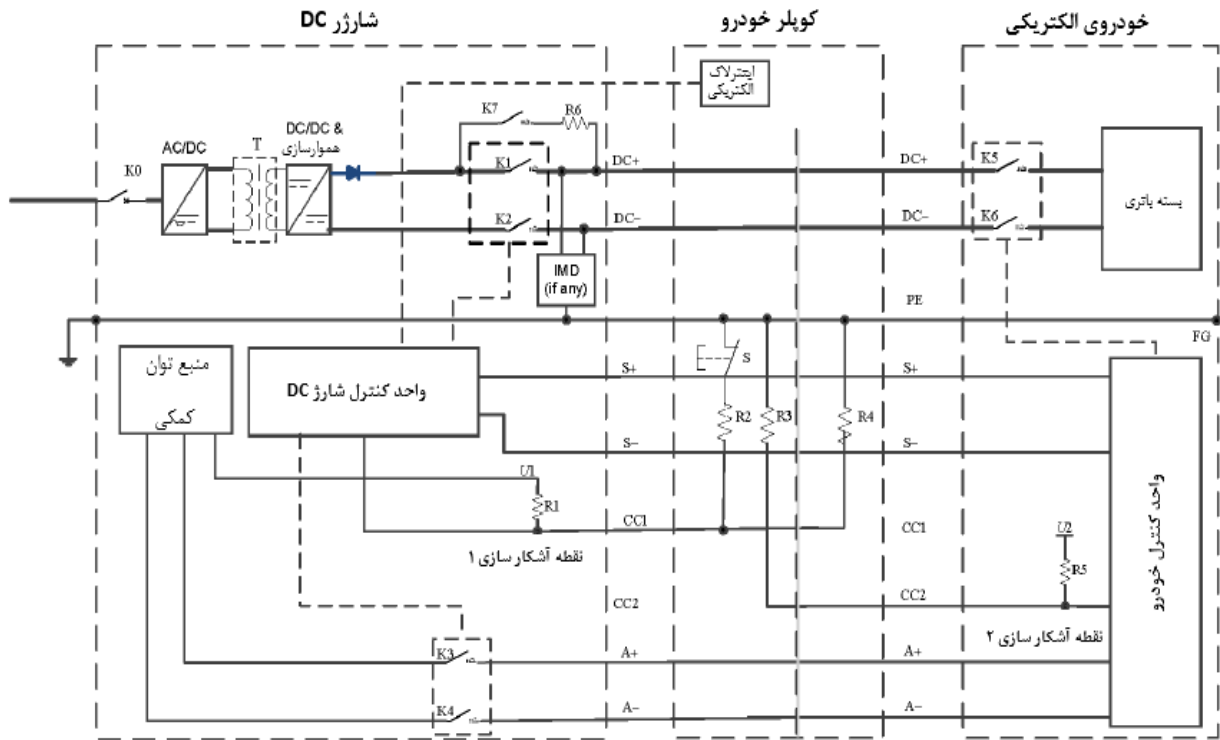 شارژر DC
کوپلر خودرو
خودروی الکتریکی
اینترلاک
الکتریکی
K7
R6
DC/DC &
هموارسازی
AC/DC
T
K0
K1
DC+
DC+
K5
K2
DC−
DC−
K6
بسته باتری
IMD
(if any)
PE
FG
منبع توان
کمکی
واحد کنترل شارژ DC
S
S+
S+
R2
R3
R4
S−
S−
U1
R1
CC1
CC1
نقطه آشکار سازی ۱
U2
R5
CC2
CC2
نقطه آشکار سازی ۲
واحد کنترل خودرو
K3
A+
A+
K4
A−
A−